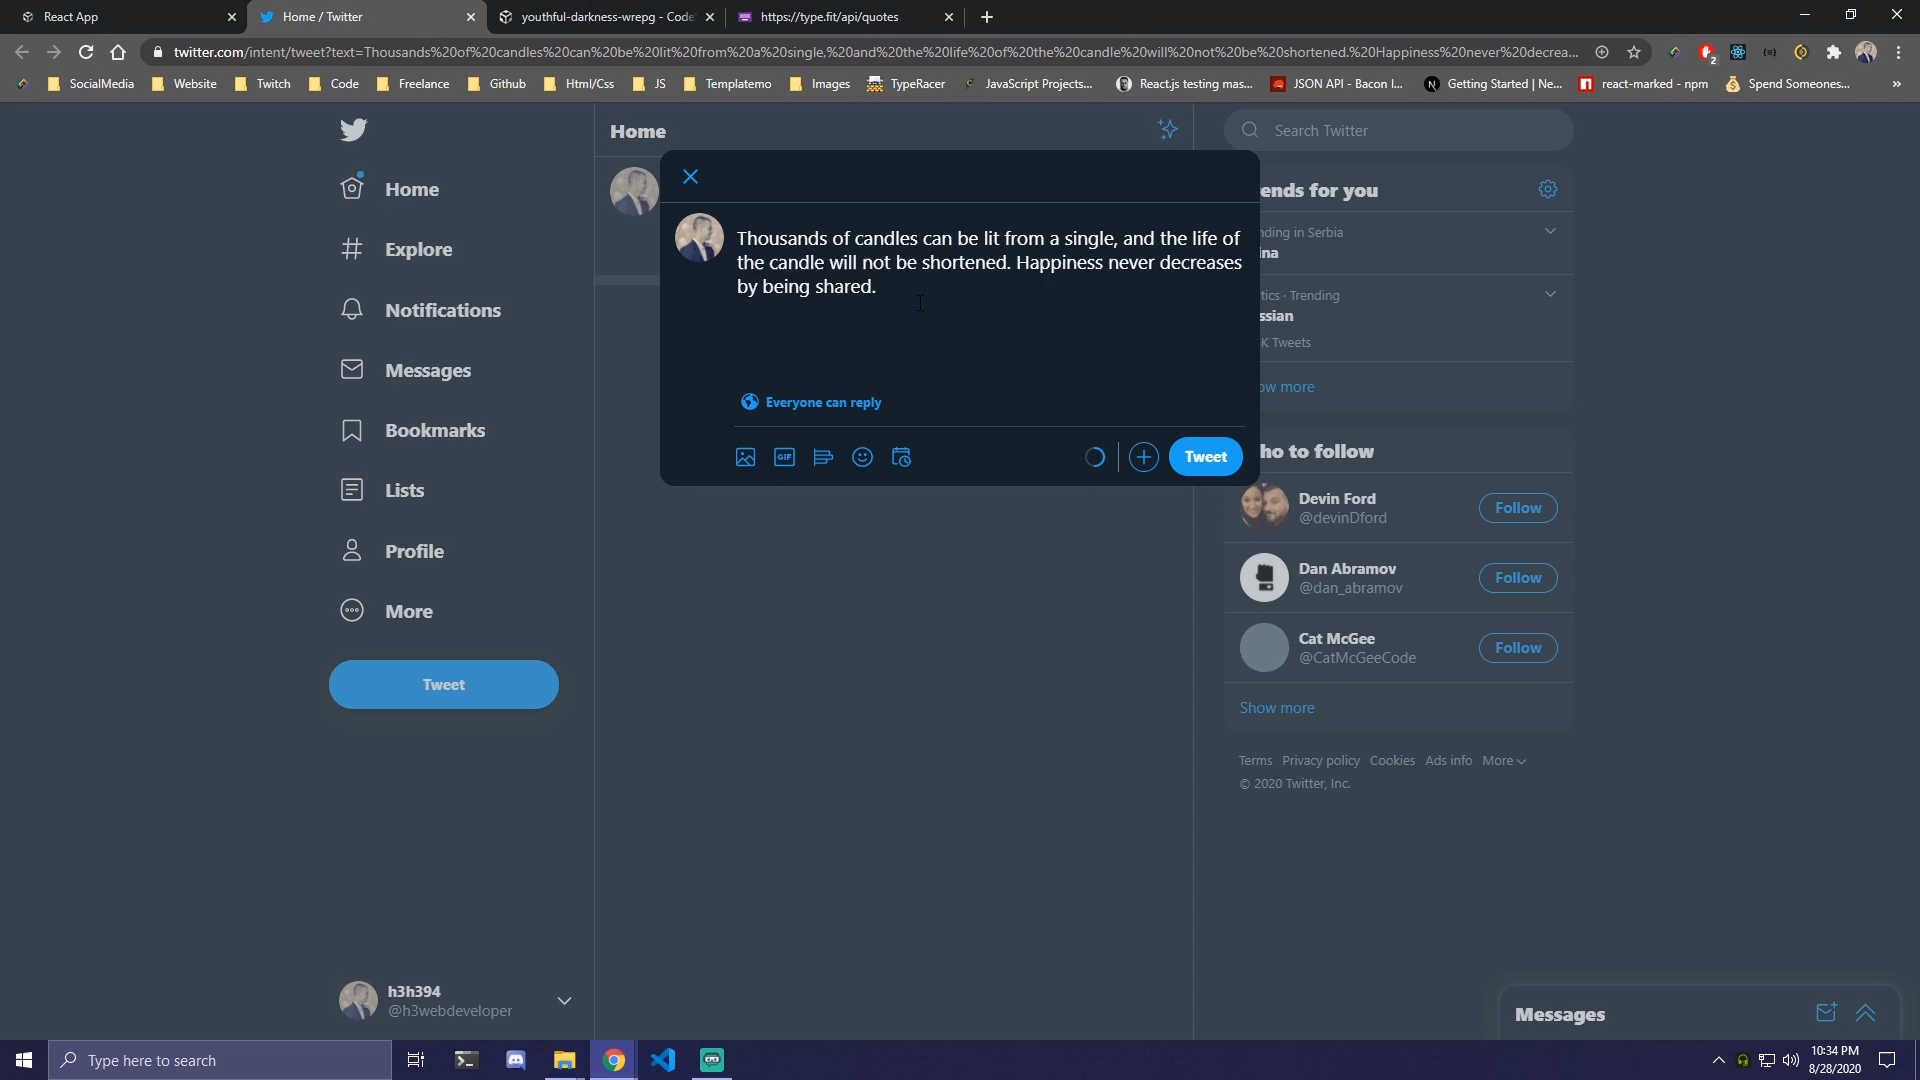 React App
Home / Twitter
youthful-darkness-wrepg - Code
https://type.fit/api/quotes
twitter.com/intent/tweet?text=Thousands%20of%20candles%20can%20be%20lit%20from%20a%20single,%20and%20the%20life%20of%20the%20candle%20will%20not%20be%20shortened.%20Happiness%20never%20decrea...
2
SocialMedia
Website
Twitch
Code
Freelance
Github
Html/Css
JS
Templatemo
Images
TypeRacer
JavaScript Projects...
React.js testing mas...
JSON API - Bacon I...
Getting Started | Ne...
react-marked - npm
Spend Someones...
»
Home
Explore
Notifications
Messages
Bookmarks
Lists
Profile
More
Tweet
h3h394
@h3webdeveloper
Home
Thousands of candles can be lit from a single, and the life of
the candle will not be shortened. Happiness never decreases
by being shared.
Everyone can reply
GIF
Tweet
Search Twitter
ends for you
nding in Serbia
ina
tics · Trending
ssian
K Tweets
ow more
ho to follow
Devin Ford
@devinDford
Follow
Dan Abramov
@dan_abramov
Follow
Cat McGee
@CatMcGeeCode
Follow
Show more
Terms Privacy policy Cookies Ads info More
© 2020 Twitter, Inc.
Messages
Type here to search
10:34 PM
8/28/2020